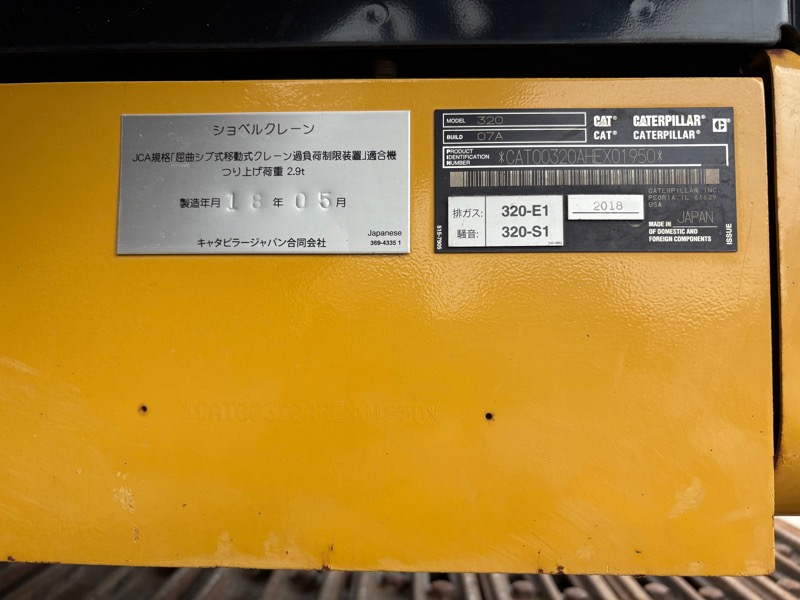 ショベルクレーン
JCA規格「屈曲ジブ式移動式クレーン過負荷制限装置」適合機
つり上げ荷重 2.9t
製造年月 18 年 05 月
Japanese
キャタピラージャパン合同会社
369-4335 1
MODEL 320
CAT® CATERPILLAR®
BUILD 07A
CAT® CATERPILLAR®
PRODUCT IDENTIFICATION NUMBER *CAT00320AHEX01950*
CATERPILLAR INC.
PEORIA IL 61629
USA
排ガス: 320-E1
騒音: 320-S1
2018
MADE IN JAPAN
OF DOMESTIC AND
FOREIGN COMPONENTS
515-7905
ISSUE